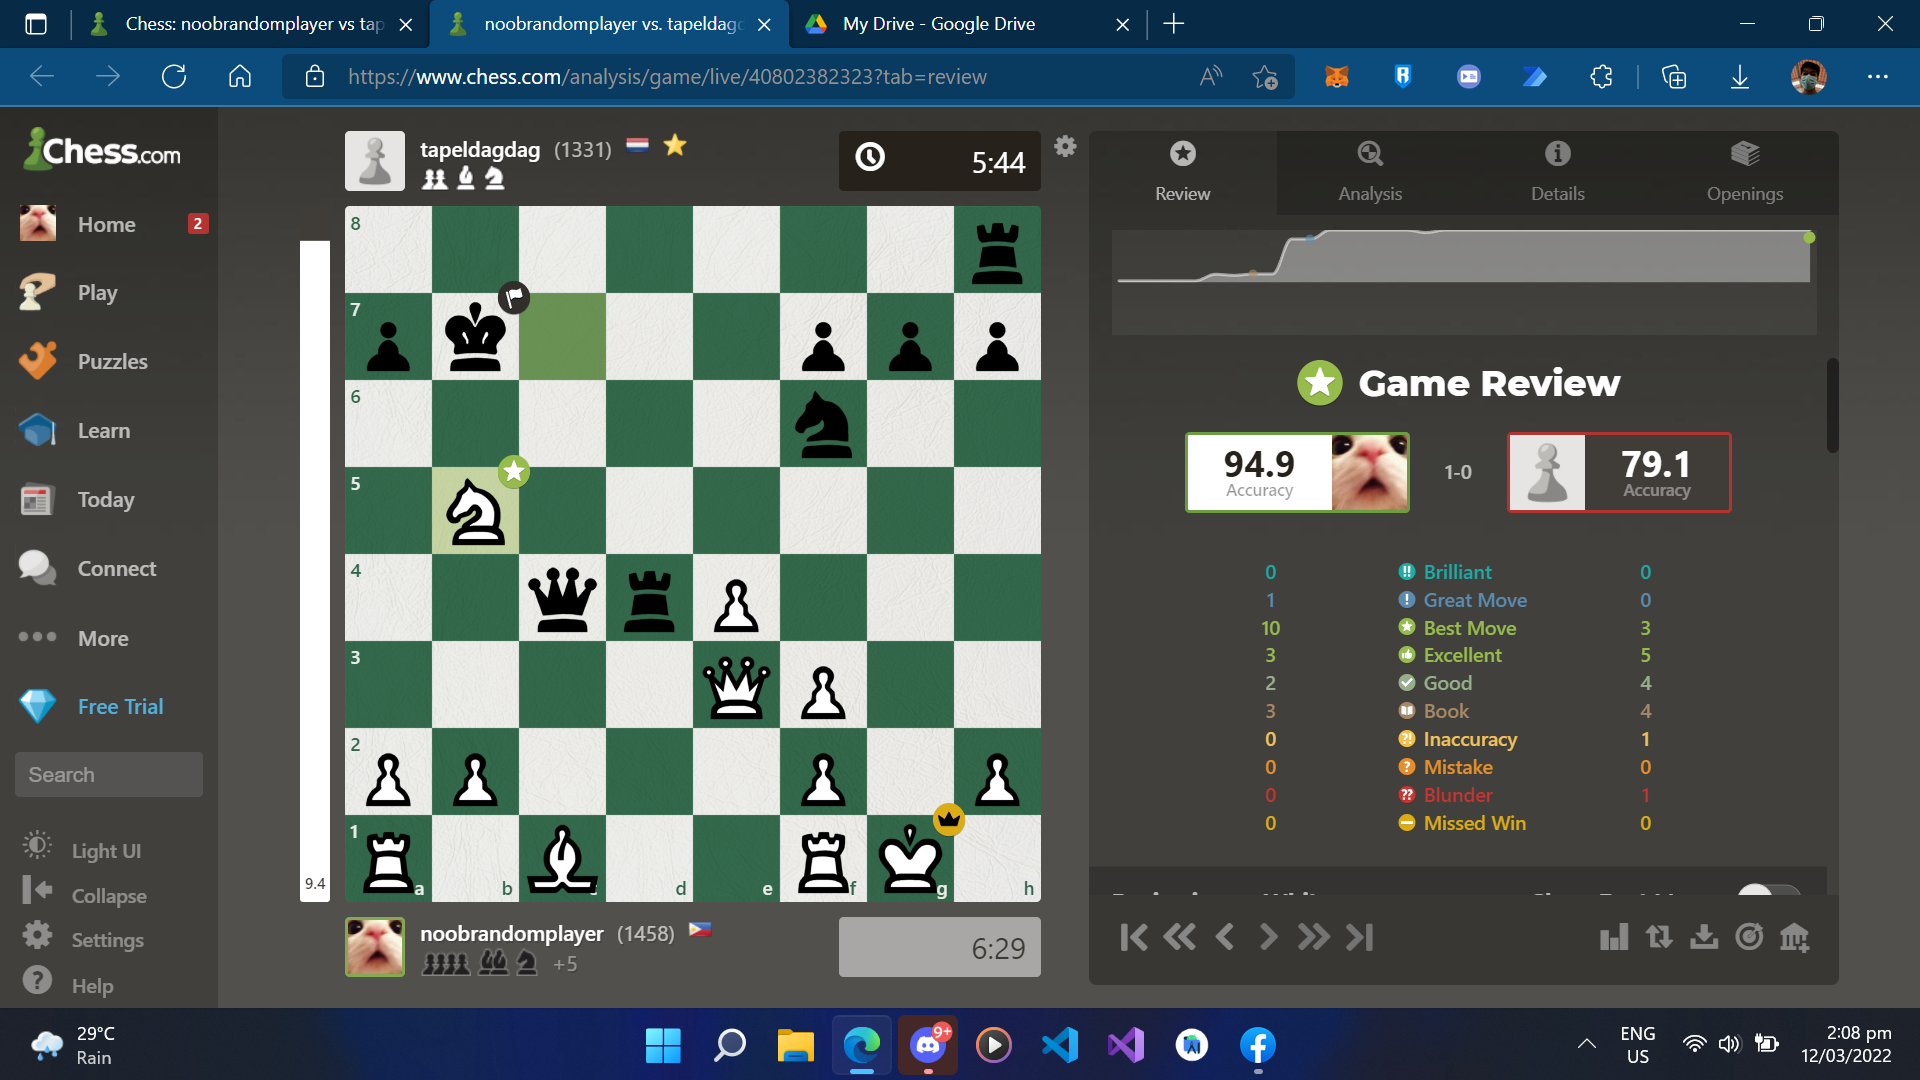 Chess: noobrandomplayer vs tap
noobrandomplayer vs. tapeldagd
My Drive - Google Drive
https://www.chess.com/analysis/game/live/40802382323?tab=review
Chess.com
Home 2
Play
Puzzles
Learn
Today
Connect
More
Free Trial
Search
Light UI
Collapse
Settings
Help
tapeldagdag (1331)
5:44
8
7
6
5
4
3
2
1
a b c d e f g h
9.4
noobrandomplayer (1458)
+5
6:29
Review Analysis Details Openings
Game Review
94.9 Accuracy
1-0
79.1 Accuracy
0 !! Brilliant 0
1 ! Great Move 0
10 Best Move 3
3 Excellent 5
2 Good 4
3 Book 4
0 ?! Inaccuracy 1
0 ? Mistake 0
0 ?? Blunder 1
0 Missed Win 0
29°C
Rain
9+
ENG
US
2:08 pm
12/03/2022